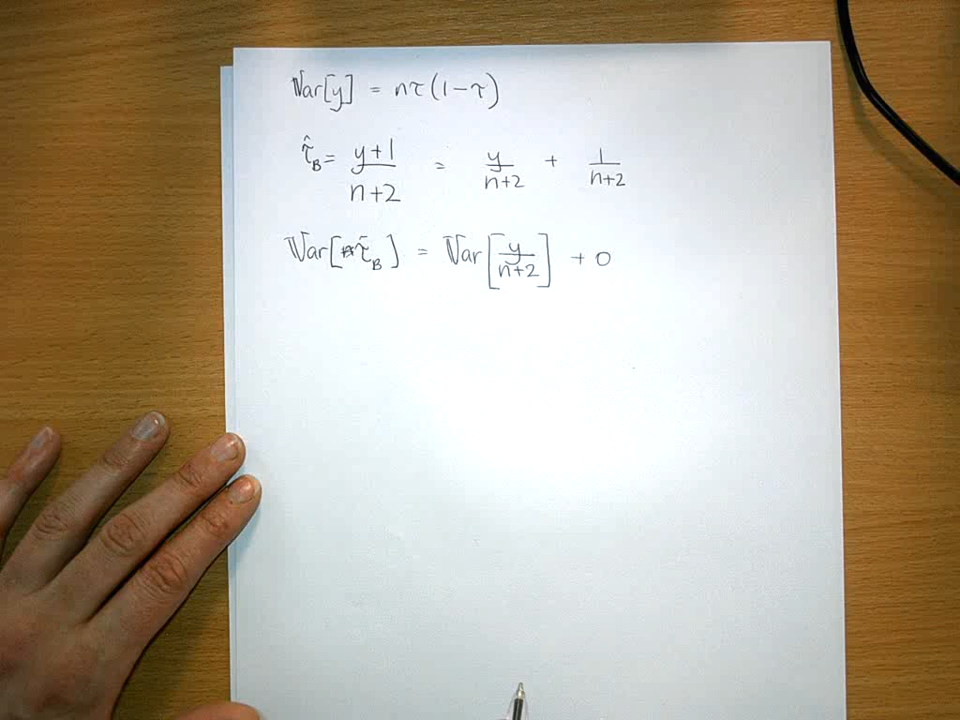 Var[y] = nτ(1-τ)
τ̂_B = (y+1)/(n+2) = y/(n+2) + 1/(n+2)
Var[τ̂_B] = Var[y/(n+2)] + 0